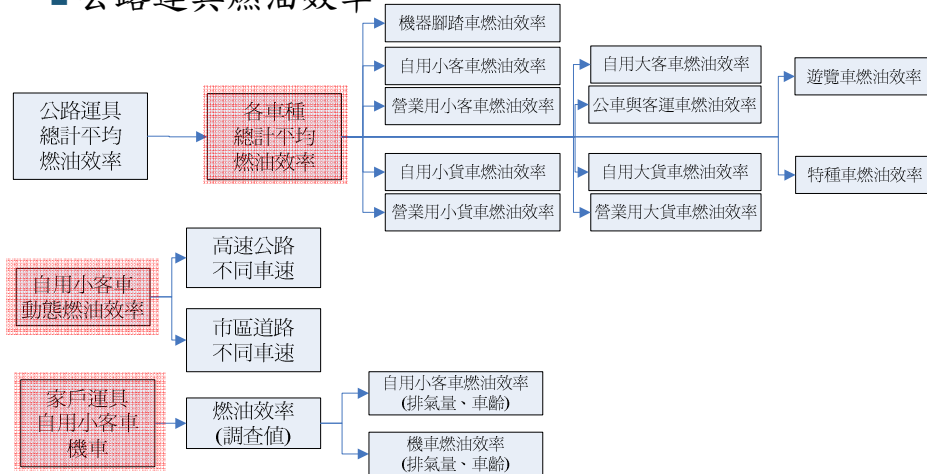 公路運具燃油效率
機器腳踏車燃油效率
自用小客車燃油效率
營業用小客車燃油效率
自用大客車燃油效率
公車與客運車燃油效率
遊覽車燃油效率
公路運具
總計平均
燃油效率
各車種
總計平均
燃油效率
自用小貨車燃油效率
營業用小貨車燃油效率
自用大貨車燃油效率
營業用大貨車燃油效率
特種車燃油效率
自用小客車
動態燃油效率
高速公路
不同車速
市區道路
不同車速
家戶運具
自用小客車
機車
燃油效率
(調查値)
自用小客車燃油效率
(排氣量、車齡)
機車燃油效率
(排氣量、車齡)